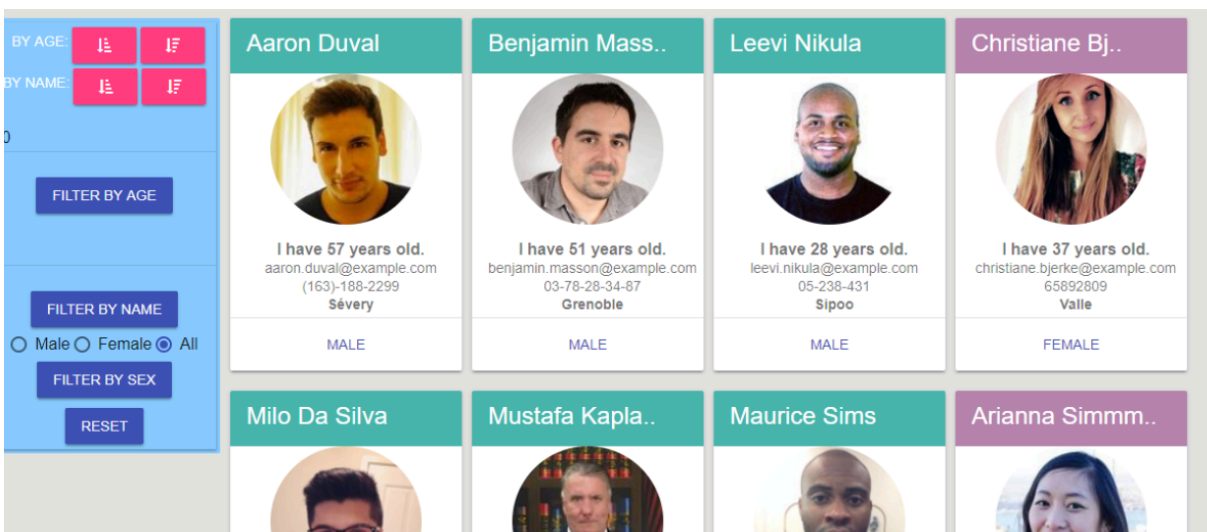 BY AGE:
BY NAME:
0
FILTER BY AGE
FILTER BY NAME
Male Female All
FILTER BY SEX
RESET
Aaron Duval
I have 57 years old.
aaron.duval@example.com
(163)-188-2299
Sévery
MALE
Benjamin Mass..
I have 51 years old.
benjamin.masson@example.com
03-78-28-34-87
Grenoble
MALE
Leevi Nikula
I have 28 years old.
leevi.nikula@example.com
05-238-431
Sipoo
MALE
Christiane Bj..
I have 37 years old.
christiane.bjerke@example.com
65892809
Valle
FEMALE
Milo Da Silva
Mustafa Kapla..
Maurice Sims
Arianna Simmm..